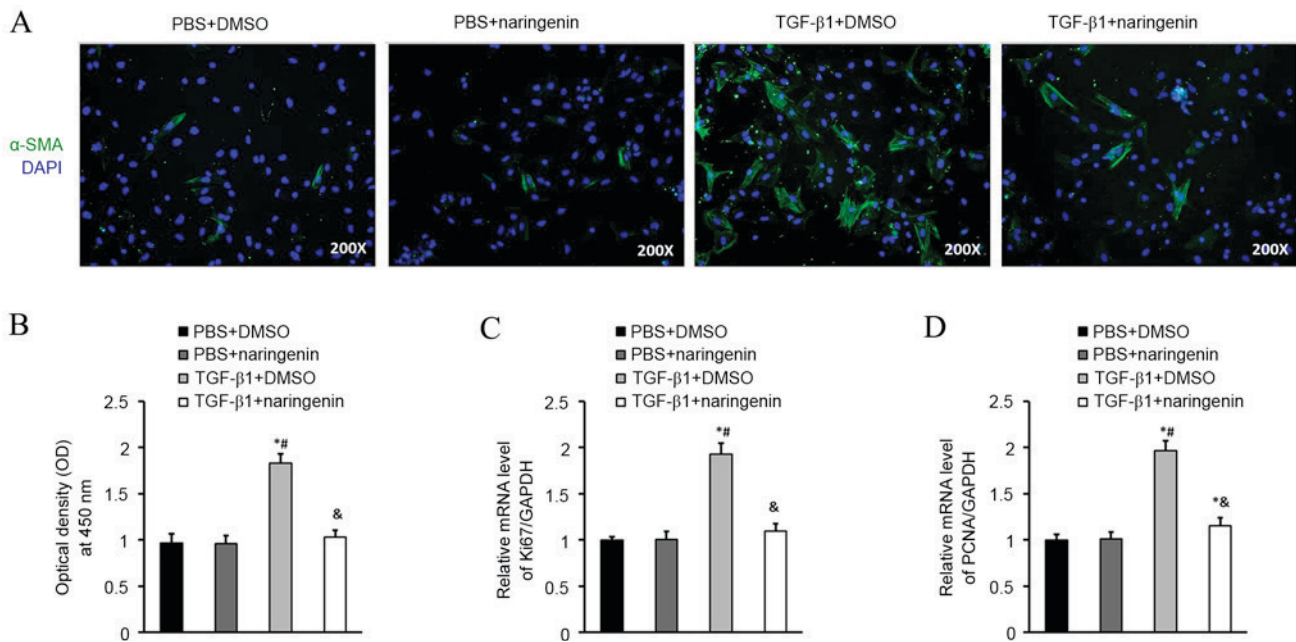 A
PBS+DMSO
PBS+naringenin
TGF-β1+DMSO
TGF-β1+naringenin
α-SMA
DAPI
200X
200X
200X
200X
B
PBS+DMSO
PBS+naringenin
TGF-β1+DMSO
TGF-β1+naringenin
Optical density (OD)
at 450 nm
2.5
2
1.5
1
0.5
0
*#
&
C
PBS+DMSO
PBS+naringenin
TGF-β1+DMSO
TGF-β1+naringenin
Relative mRNA level
of Ki67/GAPDH
2.5
2
1.5
1
0.5
0
*#
&
D
PBS+DMSO
PBS+naringenin
TGF-β1+DMSO
TGF-β1+naringenin
Relative mRNA level
of PCNA/GAPDH
2.5
2
1.5
1
0.5
0
*#
*&